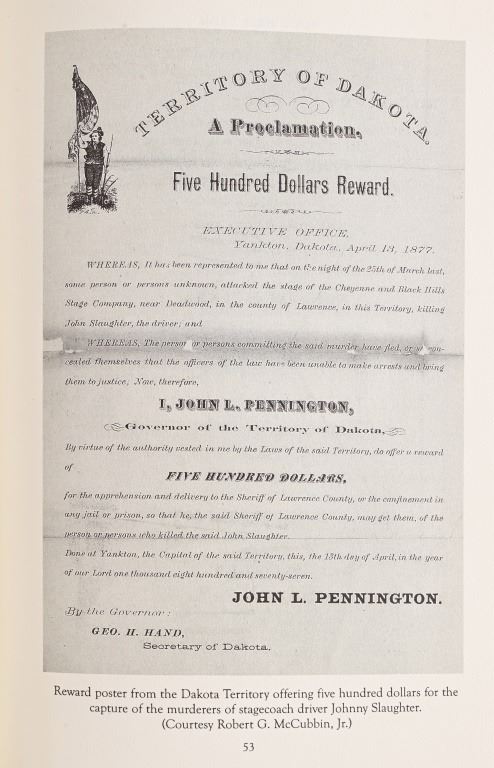 TERRITORY OF DAKOTA.
A Proclamation.
Five Hundred Dollars Reward.
EXECUTIVE OFFICE,
Yankton, Dakota, April 13, 1877.
WHEREAS, It has been represented to me that on the night of the 25th of March last,
some person or persons unknown, attacked the stage of the Cheyenne and Black Hills
Stage Company, near Deadwood, in the county of Lawrence, in this Territory, killing
John Slaughter, the driver; and
WHEREAS, The person or persons committing the said murder have fled, or so con-
cealed themselves that the officers of the law have been unable to make arrests and bring
them to justice, Now, therefore,
I, JOHN L. PENNINGTON,
Governor of the Territory of Dakota,
By virtue of the authority vested in me by the Laws of the said Territory, do offer a reward
of
FIVE HUNDRED DOLLARS,
for the apprehension and delivery to the Sheriff of Lawrence County, or the confinement in
any jail or prison, so that he, the said Sheriff of Lawrence County, may get them, of the
person or persons who killed the said John Slaughter.
Done at Yankton, the Capital of the said Territory, this, the 13th day of April, in the year
of our Lord one thousand eight hundred and seventy-seven.
JOHN L. PENNINGTON.
By the Governor:
GEO. H. HAND,
Secretary of Dakota.
Reward poster from the Dakota Territory offering five hundred dollars for the
capture of the murderers of stagecoach driver Johnny Slaughter.
(Courtesy Robert G. McCubbin, Jr.)
53